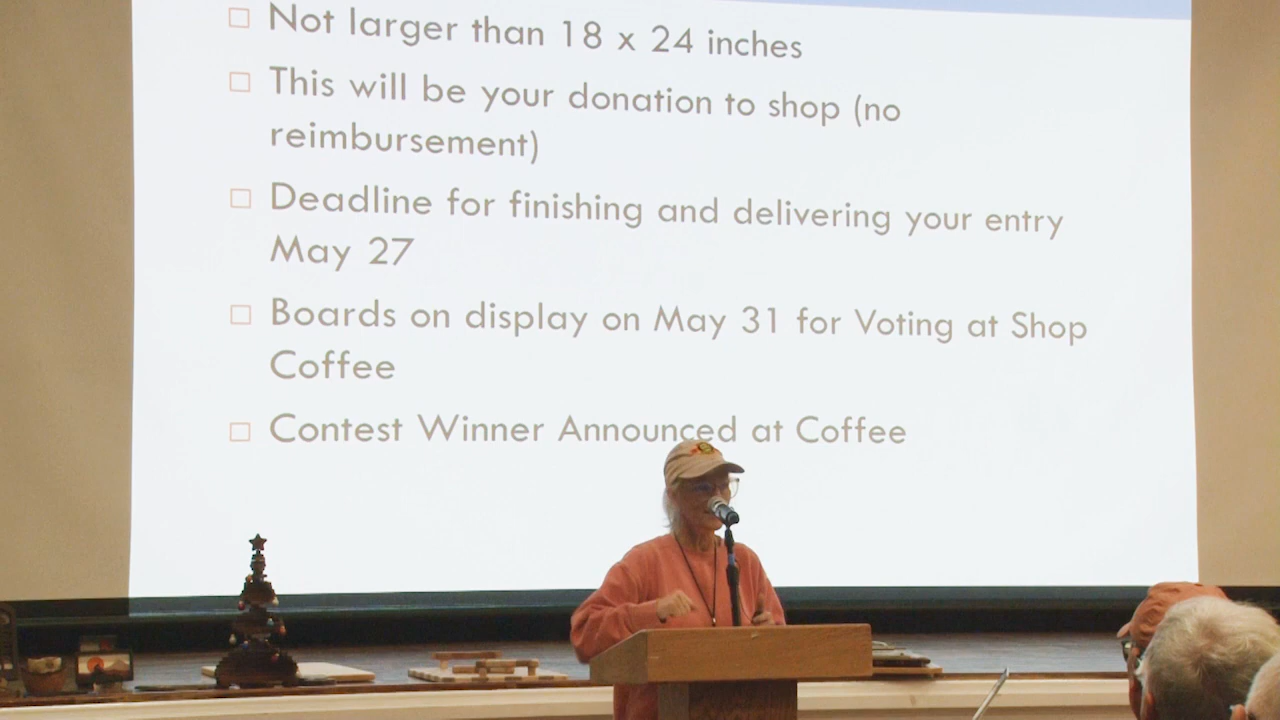 Not larger than 18 x 24 inches
This will be your donation to shop (no
reimbursement)
Deadline for finishing and delivering your entry
May 27
Boards on display on May 31 for Voting at Shop
Coffee
Contest Winner Announced at Coffee